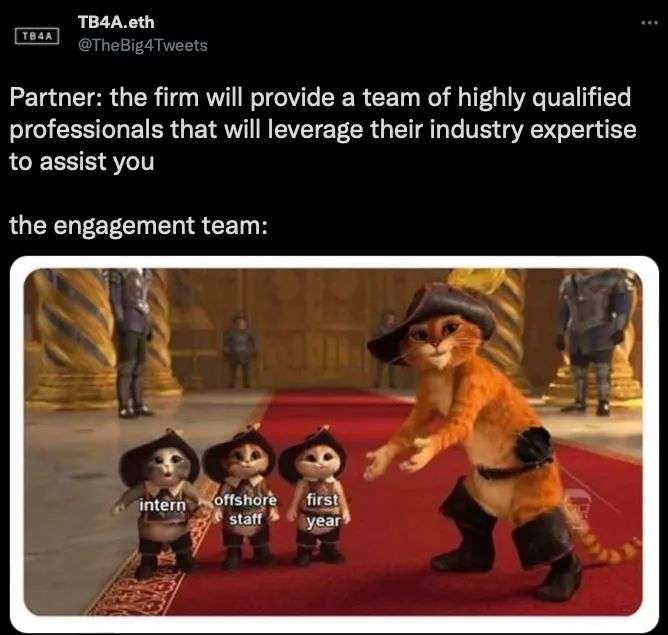 TB4A
TB4A.eth
@TheBig4Tweets
Partner: the firm will provide a team of highly qualified
professionals that will leverage their industry expertise
to assist you
the engagement team:
intern
offshore
staff
first
year